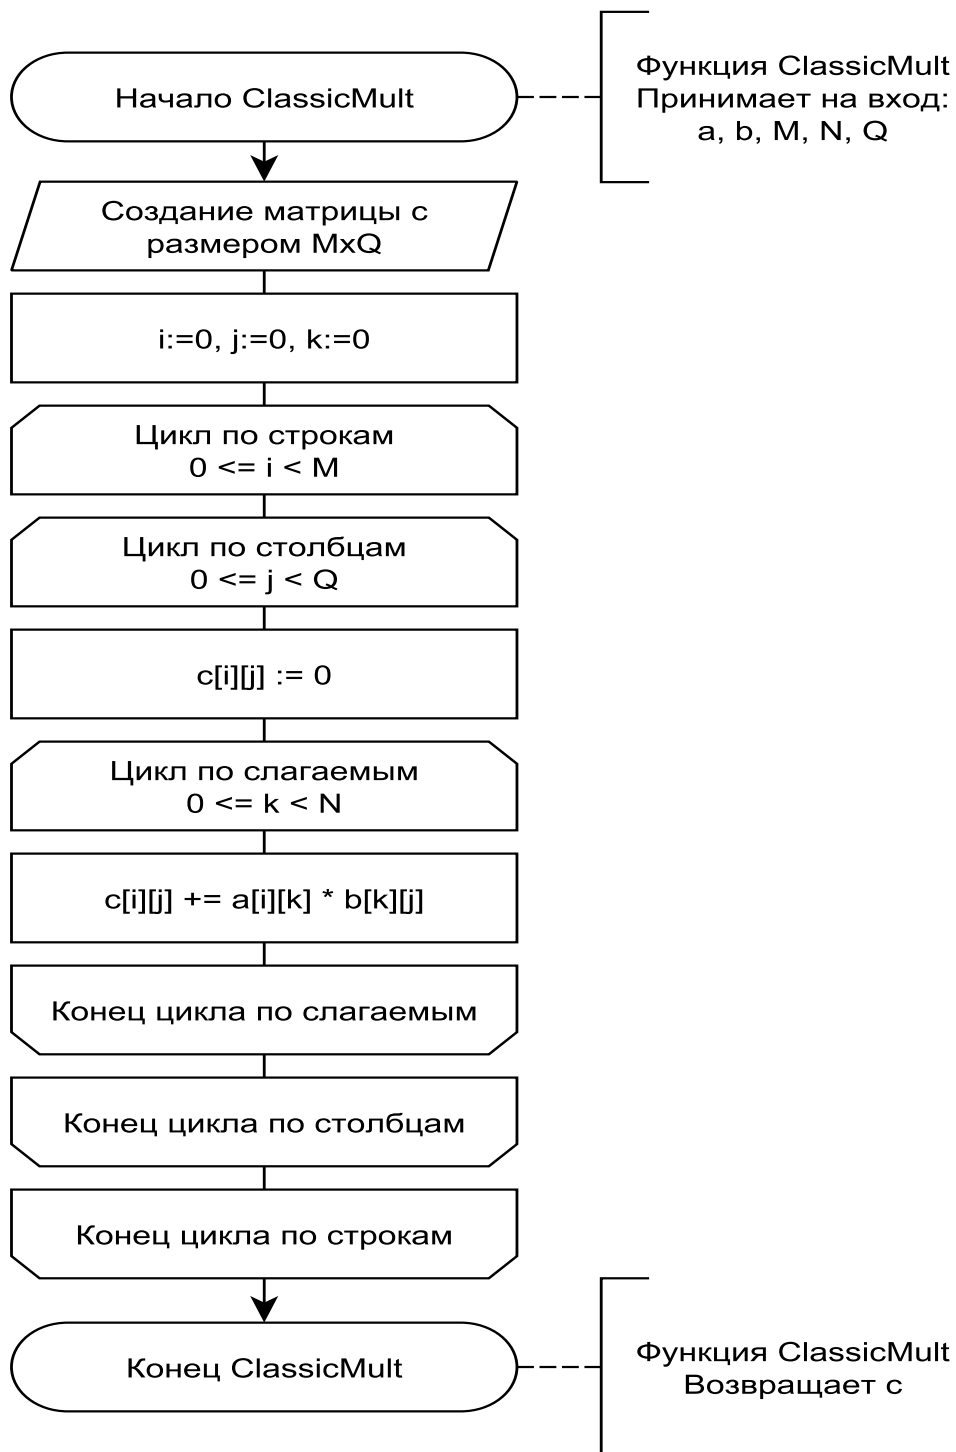 Начало ClassicMult
Функция ClassicMult
Принимает на вход:
a, b, M, N, Q
Создание матрицы с
размером MxQ
i:=0, j:=0, k:=0
Цикл по строкам
0 <= i < M
Цикл по столбцам
0 <= j < Q
c[i][j] := 0
Цикл по слагаемым
0 <= k < N
c[i][j] += a[i][k] * b[k][j]
Конец цикла по слагаемым
Конец цикла по столбцам
Конец цикла по строкам
Конец ClassicMult
Функция ClassicMult
Возвращает c